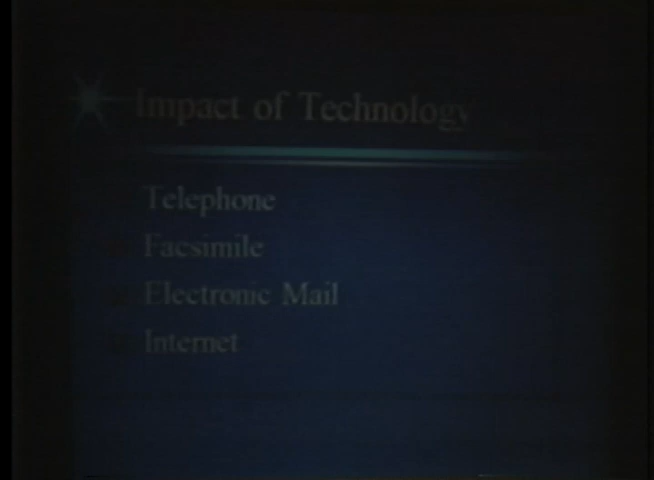 Impact of Technology
Telephone
Facsimile
Electronic Mail
Internet